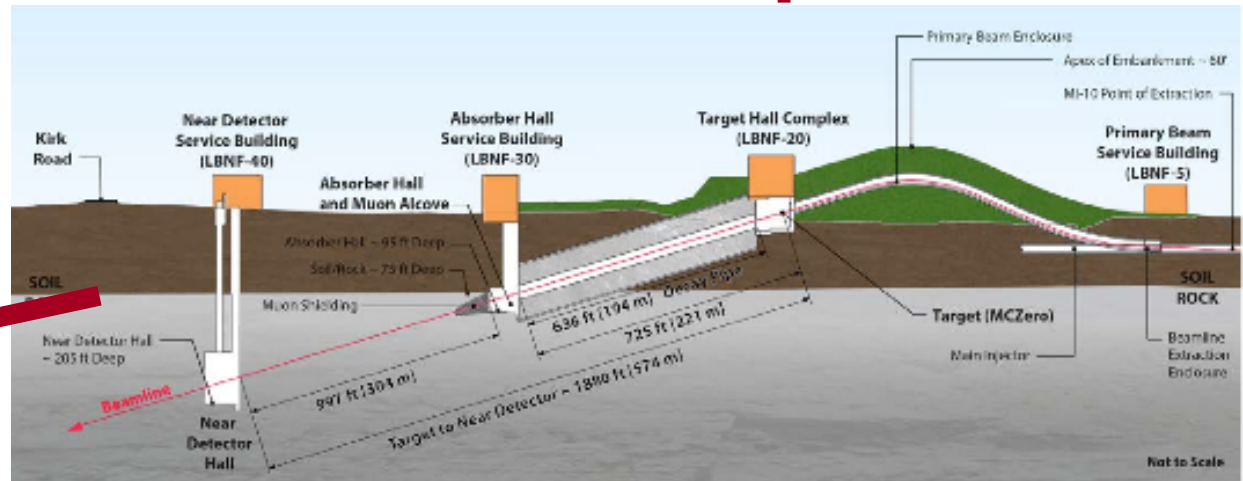 Primary Beam Enclosure
Apex of Embankment ~ 60'
MI-10 Point of Extraction
Primary Beam
Service Building
(LBNF-5)
Target Hall Complex
(LBNF-20)
Absorber Hall
Service Building
(LBNF-30)
Near Detector
Service Building
(LBNF-40)
Kirk
Road
Absorber Hall
and Muon Alcove
Absorber Hall ~ 95 ft Deep
Soil/Rock ~ 75 ft Deep
Muon Shielding
SOIL
SOIL
ROCK
636 ft (194 m) Decay Pipe
725 ft (221 m)
Target (MCZero)
Main Injector
Beamline
Extraction
Enclosure
Near Detector Hall
~ 205 ft Deep
997 ft (304 m)
Target to Near Detector ~ 1880 ft (574 m)
Beamline
Near
Detector
Hall
Not to Scale